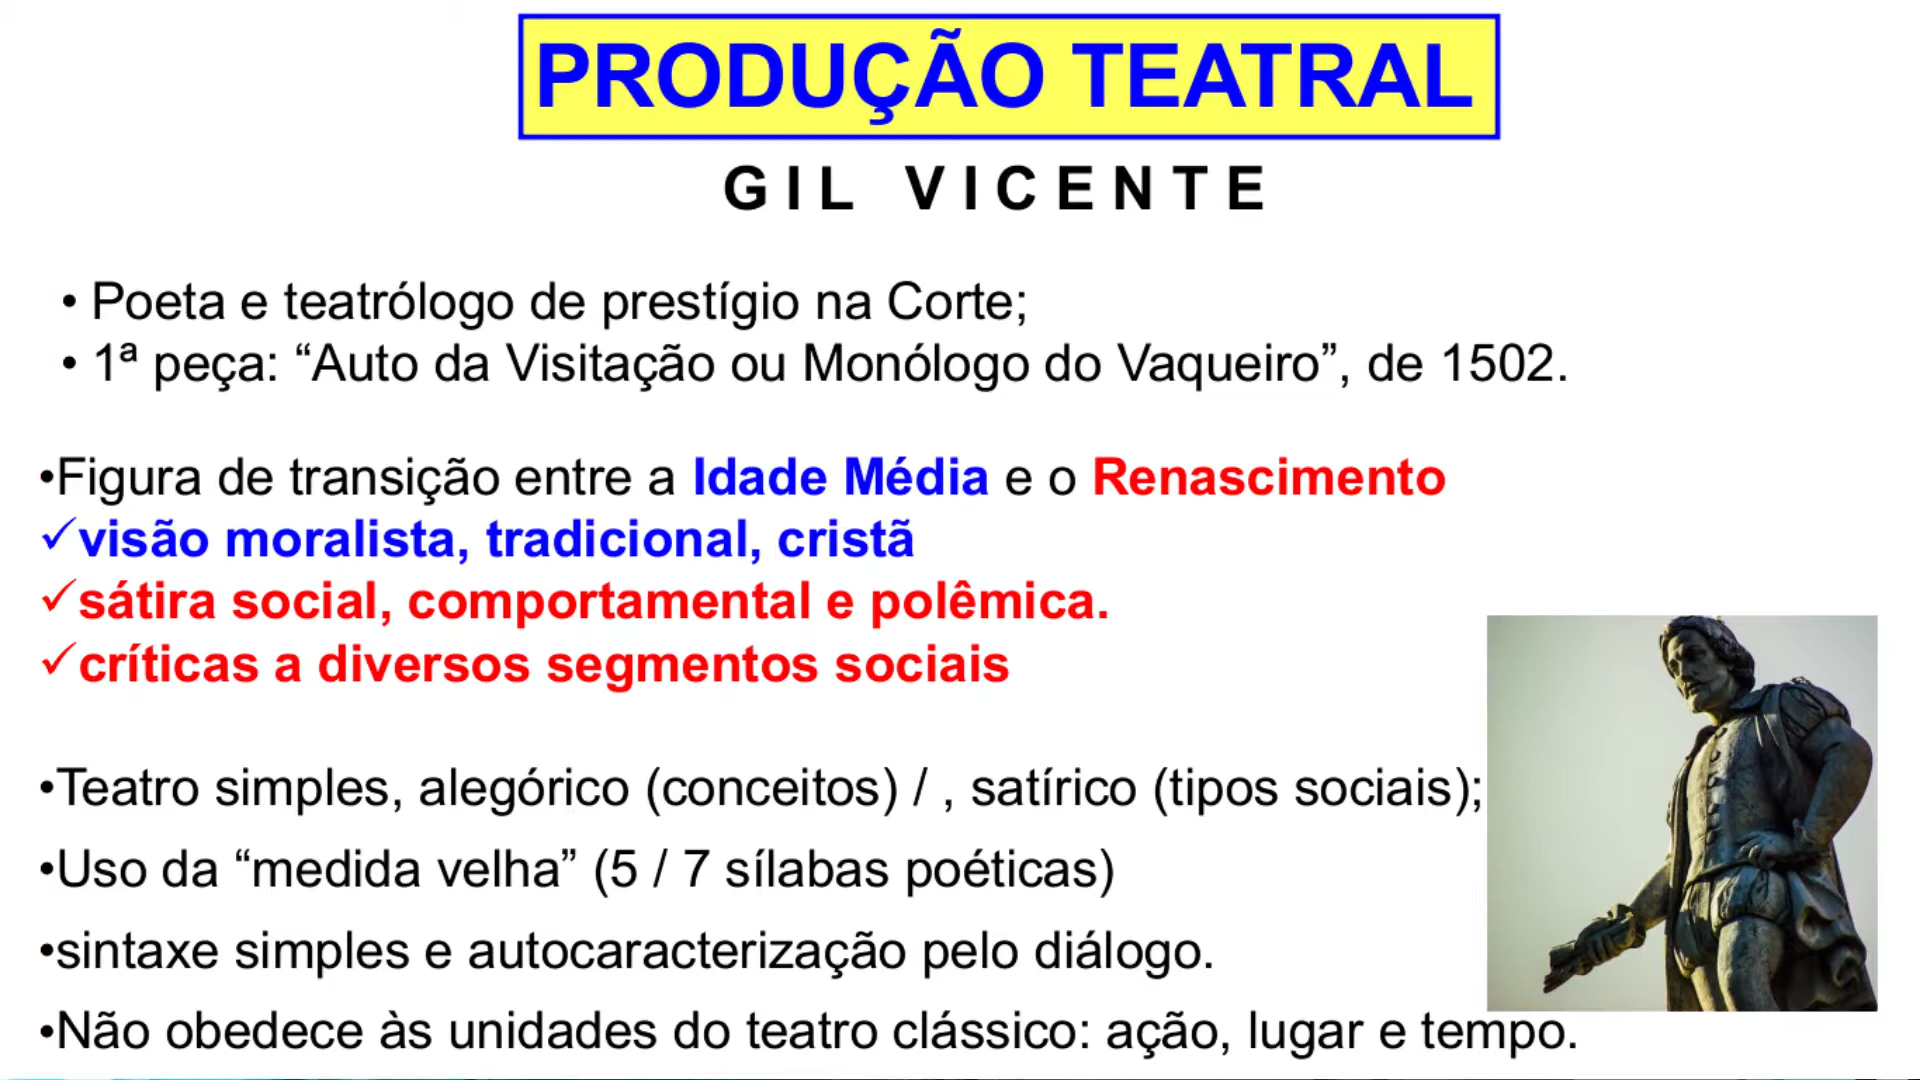 PRODUÇÃO TEATRAL
GIL VICENTE
• Poeta e teatrólogo de prestígio na Corte;
• 1ª peça: “Auto da Visitação ou Monólogo do Vaqueiro”, de 1502.
•Figura de transição entre a Idade Média e o Renascimento
✓visão moralista, tradicional, cristã
✓sátira social, comportamental e polêmica.
✓críticas a diversos segmentos sociais
•Teatro simples, alegórico (conceitos) / , satírico (tipos sociais);
•Uso da “medida velha” (5 / 7 sílabas poéticas)
•sintaxe simples e autocaracterização pelo diálogo.
•Não obedece às unidades do teatro clássico: ação, lugar e tempo.